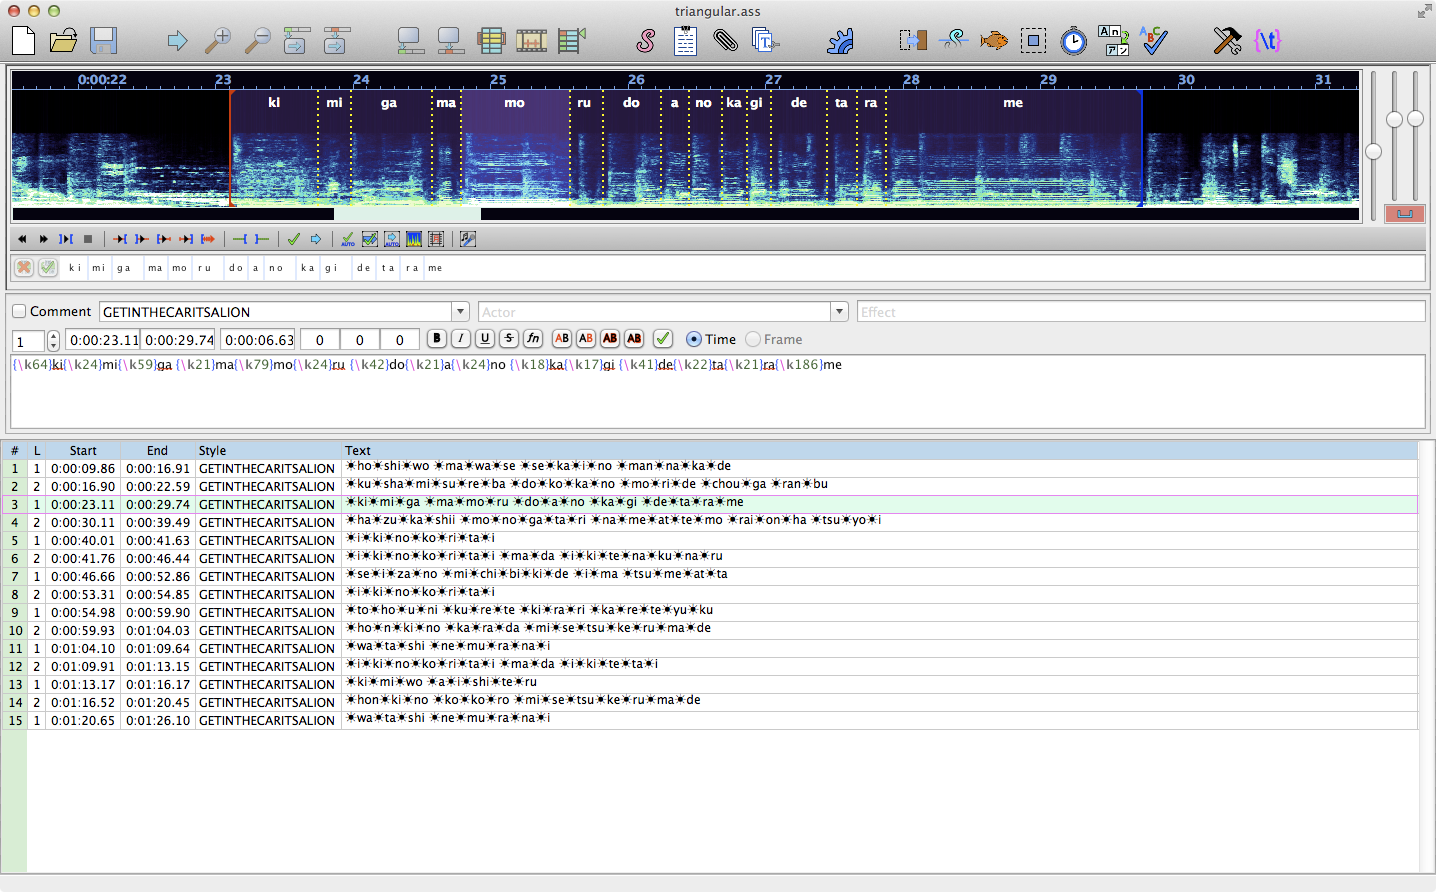 triangular.ass
0:00:22 23 24 25 26 27 28 29 30 31
ki mi ga ma mo ru do a no ka gi de ta ra me
AUTO AUTO
ki mi ga ma mo ru do a no ka gi de ta ra me
Comment GETINTHECARITSALION Actor Effect
1 0:00:23.11 0:00:29.74 0:00:06.63 0 0 0 B I U S fn AB AB AB AB Time Frame
{\k64}ki{\k24}mi{\k59}ga {\k21}ma{\k79}mo{\k24}ru {\k42}do{\k21}a{\k24}no {\k18}ka{\k17}gi {\k41}de{\k22}ta{\k21}ra{\k186}me
# L Start End Style Text
1 1 0:00:09.86 0:00:16.91 GETINTHECARITSALION ☀ho☀shi☀wo ☀ma☀wa☀se ☀se☀ka☀i☀no ☀man☀na☀ka☀de
2 2 0:00:16.90 0:00:22.59 GETINTHECARITSALION ☀ku☀sha☀mi☀su☀re☀ba ☀do☀ko☀ka☀no ☀mo☀ri☀de ☀chou☀ga ☀ran☀bu
3 1 0:00:23.11 0:00:29.74 GETINTHECARITSALION ☀ki☀mi☀ga ☀ma☀mo☀ru ☀do☀a☀no ☀ka☀gi ☀de☀ta☀ra☀me
4 2 0:00:30.11 0:00:39.49 GETINTHECARITSALION ☀ha☀zu☀ka☀shii ☀mo☀no☀ga☀ta☀ri ☀na☀me☀at☀te☀mo ☀rai☀on☀ha ☀tsu☀yo☀i
5 1 0:00:40.01 0:00:41.63 GETINTHECARITSALION ☀i☀ki☀no☀ko☀ri☀ta☀i
6 2 0:00:41.76 0:00:46.44 GETINTHECARITSALION ☀i☀ki☀no☀ko☀ri☀ta☀i ☀ma☀da ☀i☀ki☀te☀na☀ku☀na☀ru
7 1 0:00:46.66 0:00:52.86 GETINTHECARITSALION ☀se☀i☀za☀no ☀mi☀chi☀bi☀ki☀de ☀i☀ma ☀tsu☀me☀at☀ta
8 2 0:00:53.31 0:00:54.85 GETINTHECARITSALION ☀i☀ki☀no☀ko☀ri☀ta☀i
9 1 0:00:54.98 0:00:59.90 GETINTHECARITSALION ☀to☀ho☀u☀ni ☀ku☀re☀te ☀ki☀ra☀ri ☀ka☀re☀te☀yu☀ku
10 2 0:00:59.93 0:01:04.03 GETINTHECARITSALION ☀ho☀n☀ki☀no ☀ka☀ra☀da ☀mi☀se☀tsu☀ke☀ru☀ma☀de
11 1 0:01:04.10 0:01:09.64 GETINTHECARITSALION ☀wa☀ta☀shi ☀ne☀mu☀ra☀na☀i
12 2 0:01:09.91 0:01:13.15 GETINTHECARITSALION ☀i☀ki☀no☀ko☀ri☀ta☀i ☀ma☀da ☀i☀ki☀te☀ta☀i
13 1 0:01:13.17 0:01:16.17 GETINTHECARITSALION ☀ki☀mi☀wo ☀a☀i☀shi☀te☀ru
14 2 0:01:16.52 0:01:20.45 GETINTHECARITSALION ☀hon☀ki☀no ☀ko☀ko☀ro ☀mi☀se☀tsu☀ke☀ru☀ma☀de
15 1 0:01:20.65 0:01:26.10 GETINTHECARITSALION ☀wa☀ta☀shi ☀ne☀mu☀ra☀na☀i